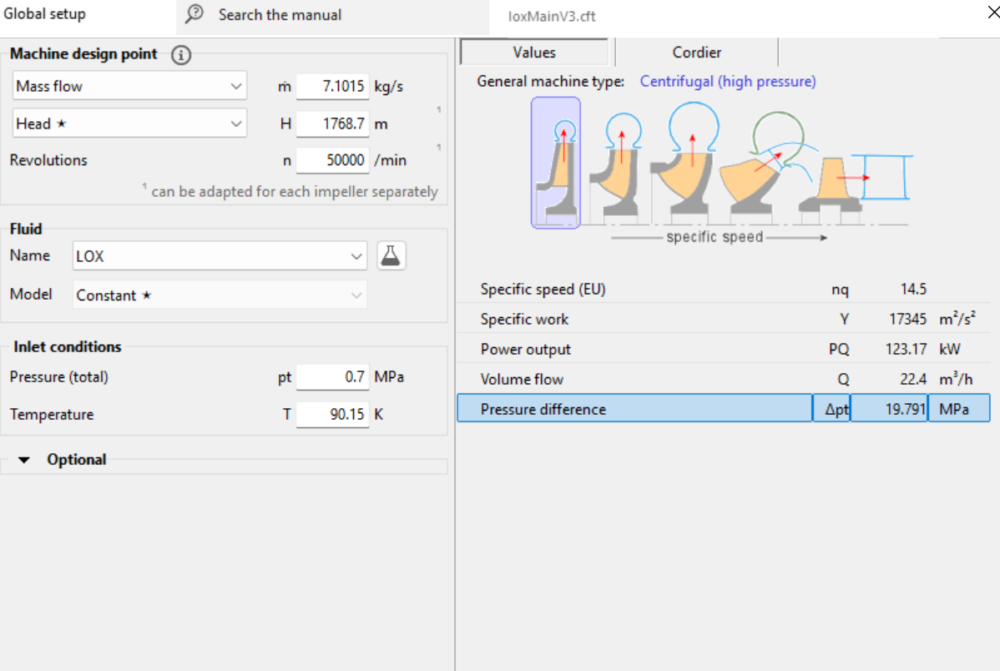 Global setup
Search the manual
loxMainV3.cft
Machine design point
Mass flow ṁ 7.1015 kg/s
Head ★ H 1768.7 m 1
Revolutions n 50000 /min 1
1 can be adapted for each impeller separately
Fluid
Name LOX
Model Constant ★
Inlet conditions
Pressure (total) pt 0.7 MPa
Temperature T 90.15 K
Optional
Values Cordier
General machine type: Centrifugal (high pressure)
specific speed
Specific speed (EU) nq 14.5
Specific work Y 17345 m²/s²
Power output PQ 123.17 kW
Volume flow Q 22.4 m³/h
Pressure difference Δpt 19.791 MPa